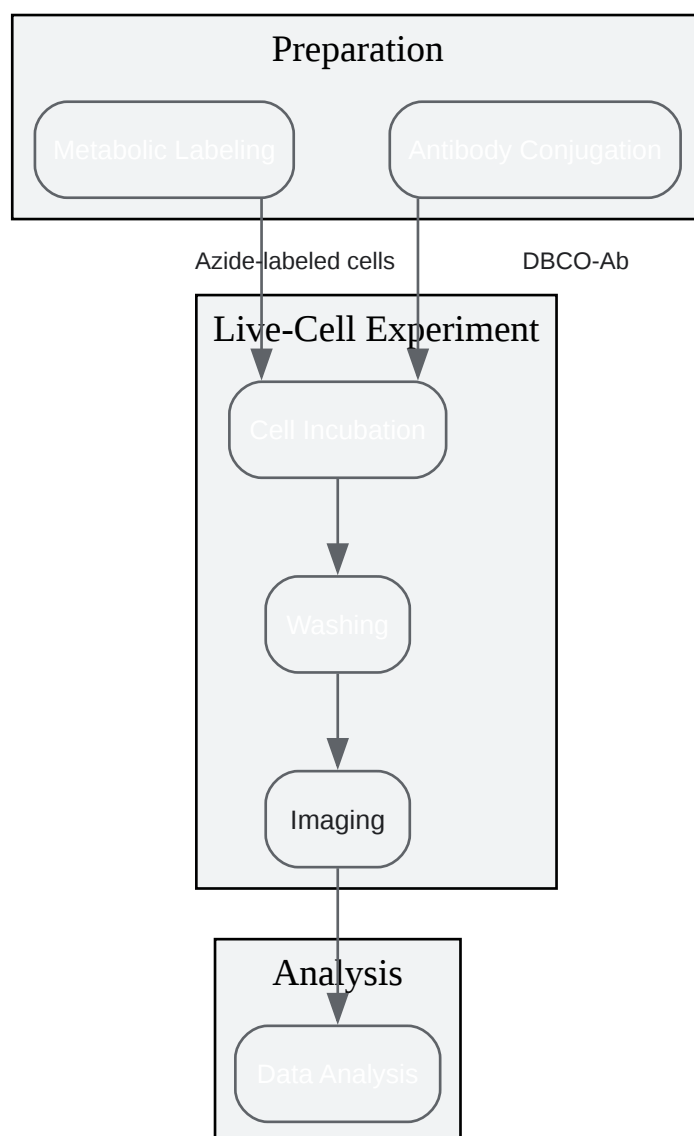 Preparation
Metabolic Labeling
Antibody Conjugation
Azide-labeled cells
DBCO-Ab
Live-Cell Experiment
Cell Incubation
Washing
Imaging
Analysis
Data Analysis